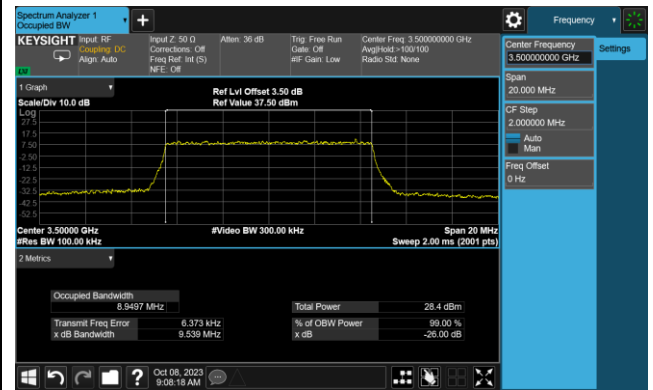 Spectrum Analyzer 1
Occupied BW
+
Frequency
KEYSIGHT Input: RF
Coupling: DC
Align: Auto
Input Z: 50 Ω
Corrections: Off
Freq Ref: Int (S)
NFE: Off
Atten: 36 dB
Trig: Free Run
Gate: Off
#IF Gain: Low
Center Freq: 3.500000000 GHz
Avg|Hold:>100/100
Radio Std: None
LXI
Center Frequency
3.500000000 GHz
Settings
Span
20.000 MHz
CF Step
2.000000 MHz
Auto
Man
Freq Offset
0 Hz
1 Graph
Scale/Div 10.0 dB
Ref Lvl Offset 3.50 dB
Ref Value 37.50 dBm
Log
27.5
17.5
7.50
-2.50
-12.5
-22.5
-32.5
-42.5
-52.5
Center 3.50000 GHz
#Res BW 100.00 kHz
#Video BW 300.00 kHz
Span 20 MHz
Sweep 2.00 ms (2001 pts)
2 Metrics
Occupied Bandwidth
8.9497 MHz
Total Power 28.4 dBm
Transmit Freq Error 6.373 kHz
% of OBW Power 99.00 %
x dB Bandwidth 9.539 MHz
x dB -26.00 dB
?
Oct 08, 2023
9:08:18 AM